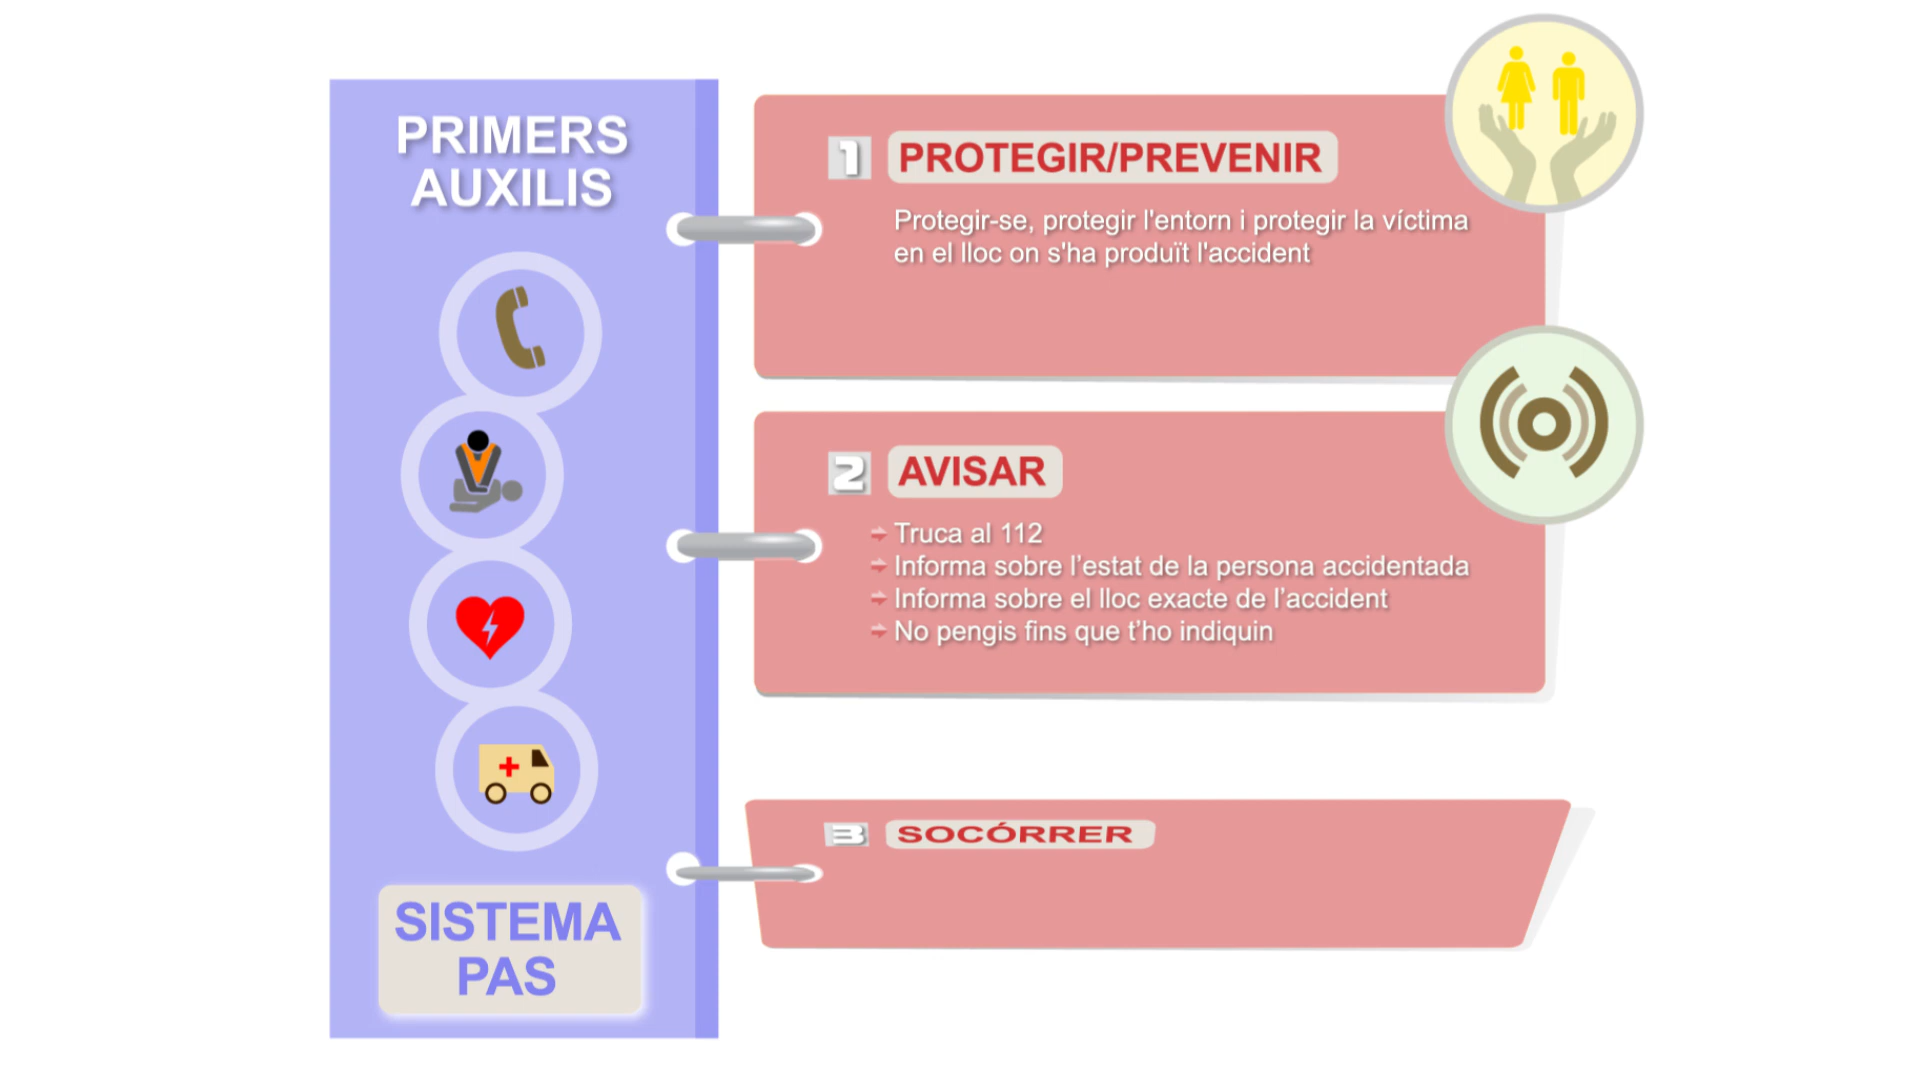 PRIMERS
AUXILIS
SISTEMA
PAS
1 PROTEGIR/PREVENIR
Protegir-se, protegir l'entorn i protegir la víctima
en el lloc on s'ha produït l'accident
2 AVISAR
Truca al 112
Informa sobre l’estat de la persona accidentada
Informa sobre el lloc exacte de l’accident
No pengis fins que t’ho indiquin
3 SOCÓRRER